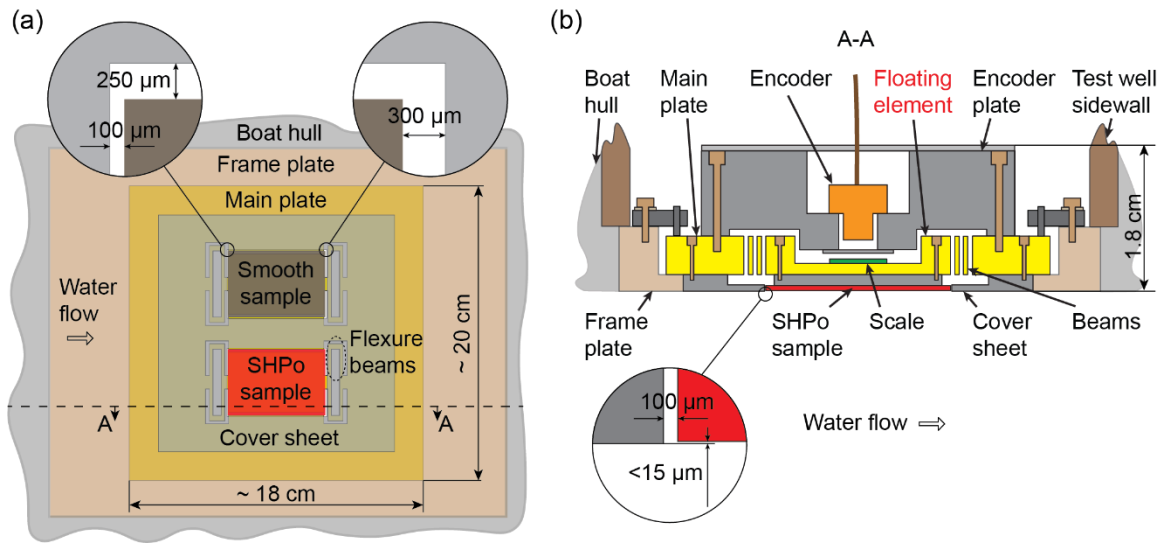 (a)
250 µm
100 µm
300 µm
Boat hull
Frame plate
Main plate
Smooth
sample
Water
flow
Flexure
beams
SHPo
sample
A
A
Cover sheet
~ 20 cm
~ 18 cm
(b)
A-A
Boat
hull
Main
plate
Encoder
Floating
element
Encoder
plate
Test well
sidewall
1.8 cm
Frame
plate
SHPo
sample
Scale
Cover
sheet
Beams
100 µm
<15 µm
Water flow